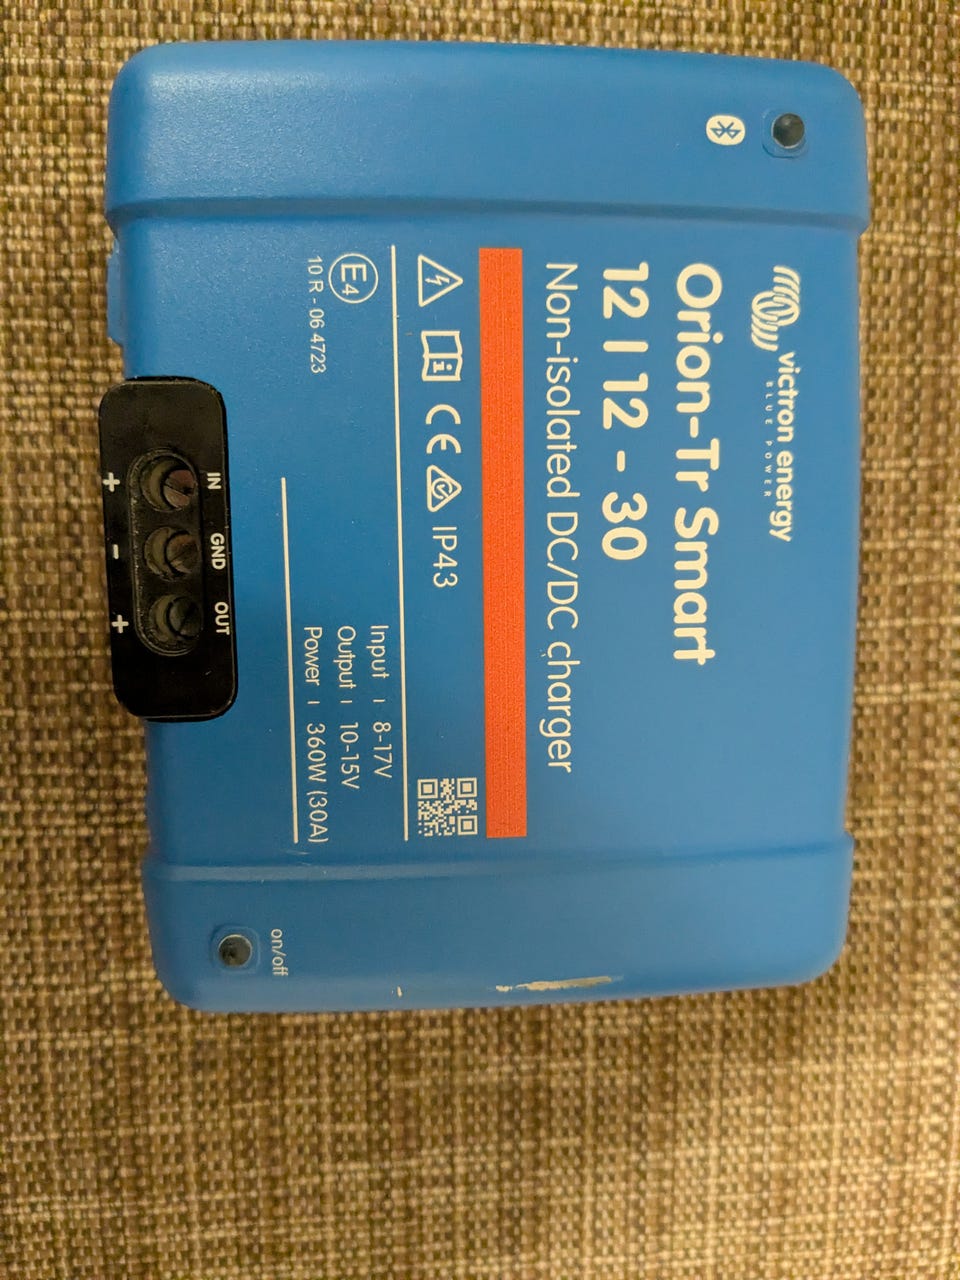 victron energy
BLUE POWER
Orion-Tr Smart
12 | 12 - 30
Non-isolated DC/DC charger
CE IP43
Input | 8-17V
Output | 10-15V
Power | 360W (30A)
E4
10 R - 06 4723
IN GND OUT
+ - +
on/off